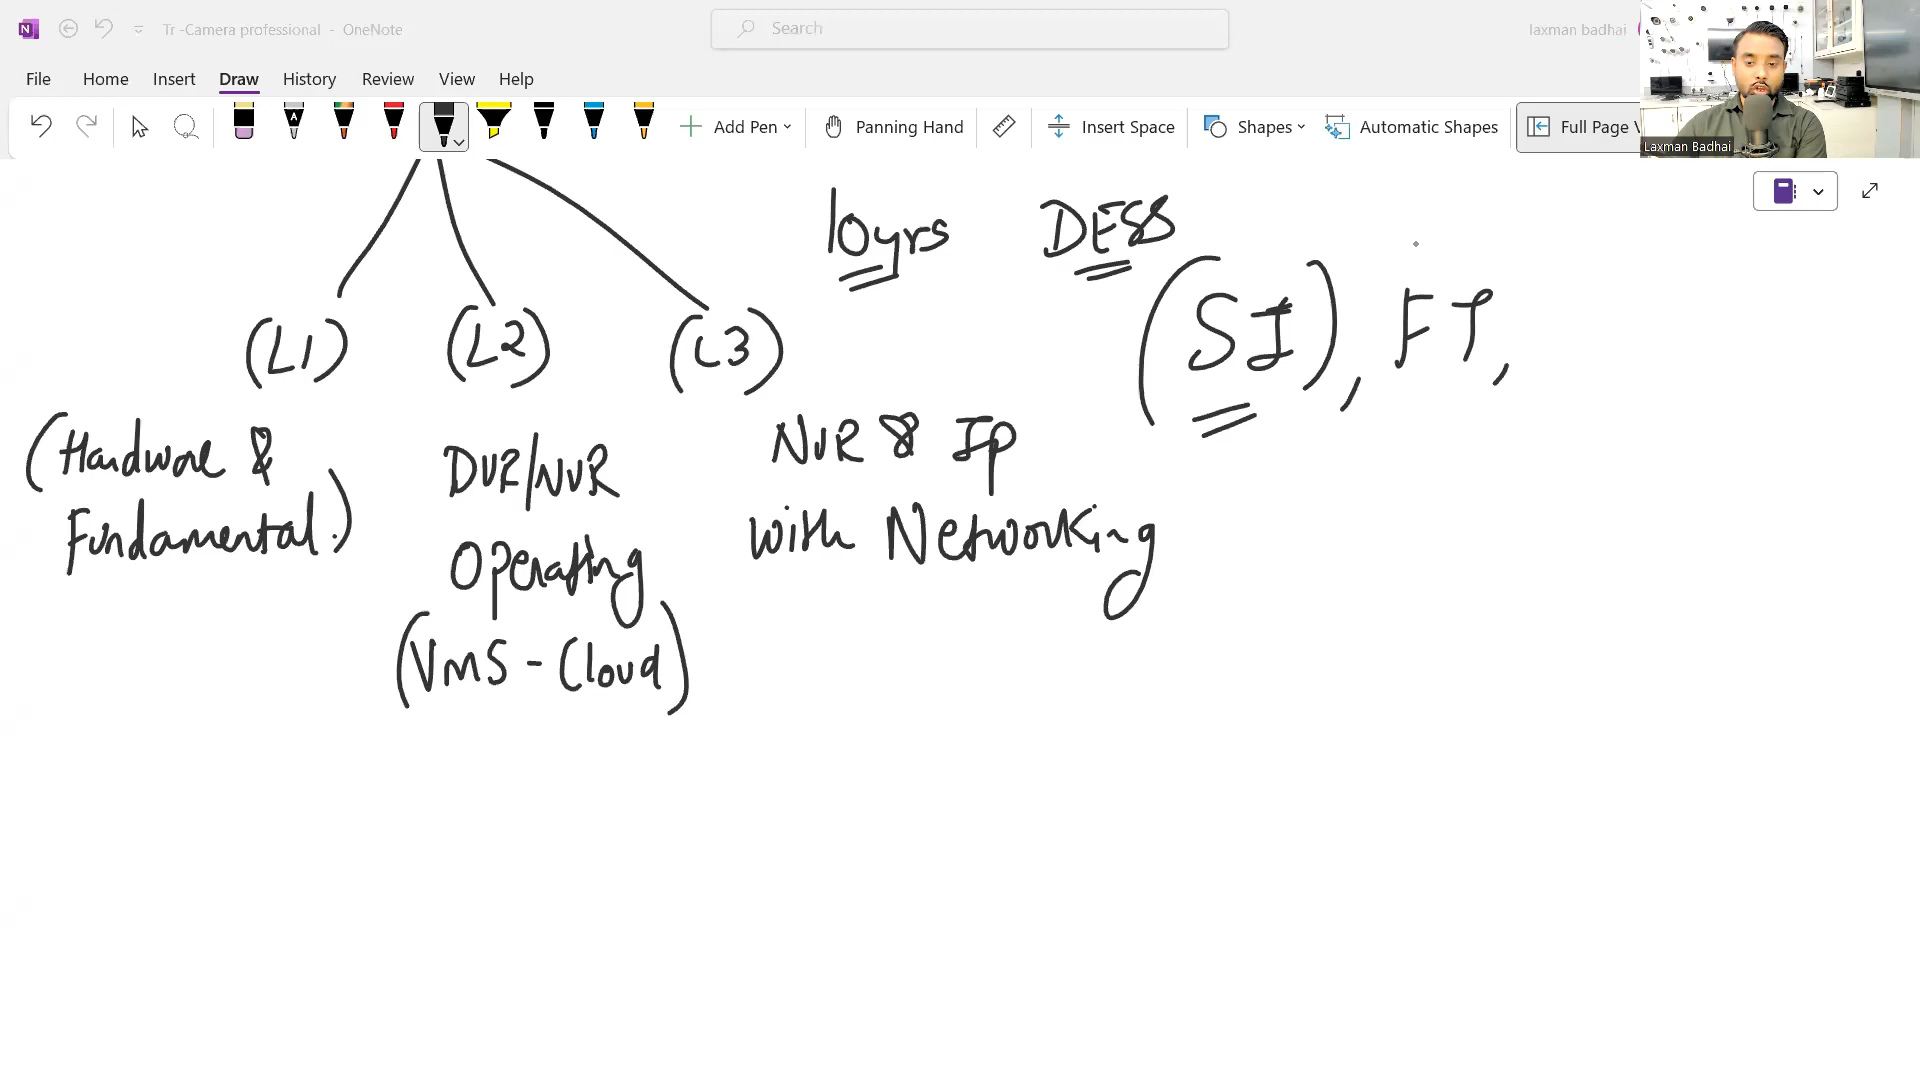 Tr -Camera professional - OneNote
Search
laxman badhai
File Home Insert Draw History Review View Help
Add Pen
Panning Hand
Insert Space
Shapes
Automatic Shapes
Full Page V
Laxman Badhai
10yrs DESS
(SI), FT,
(L1) (L2) (L3)
(Hardware &
Fundamental.)
DVR/NVR
Operating
(VMS - Cloud)
NVR & Ip
with Networking